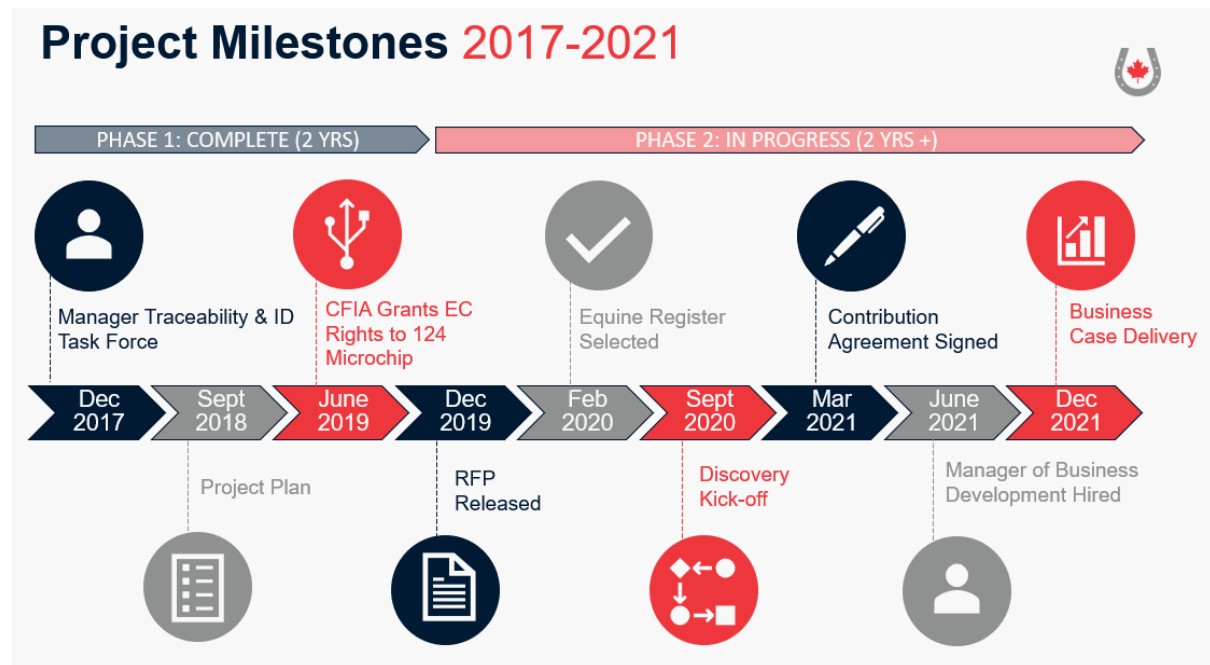 Project Milestones 2017-2021
PHASE 1: COMPLETE (2 YRS)
PHASE 2: IN PROGRESS (2 YRS +)
Manager Traceability & ID
Task Force
CFIA Grants EC
Rights to 124
Microchip
Equine Register
Selected
Contribution
Agreement Signed
Business
Case Delivery
Dec
2017
Sept
2018
June
2019
Dec
2019
Feb
2020
Sept
2020
Mar
2021
June
2021
Dec
2021
Project Plan
RFP
Released
Discovery
Kick-off
Manager of Business
Development Hired